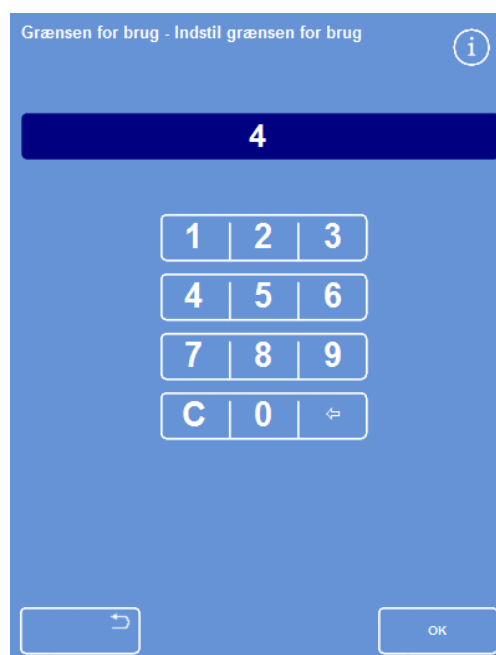 Grænsen for brug - Indstil grænsen for brug
i
4
1 2 3
4 5 6
7 8 9
C 0
OK